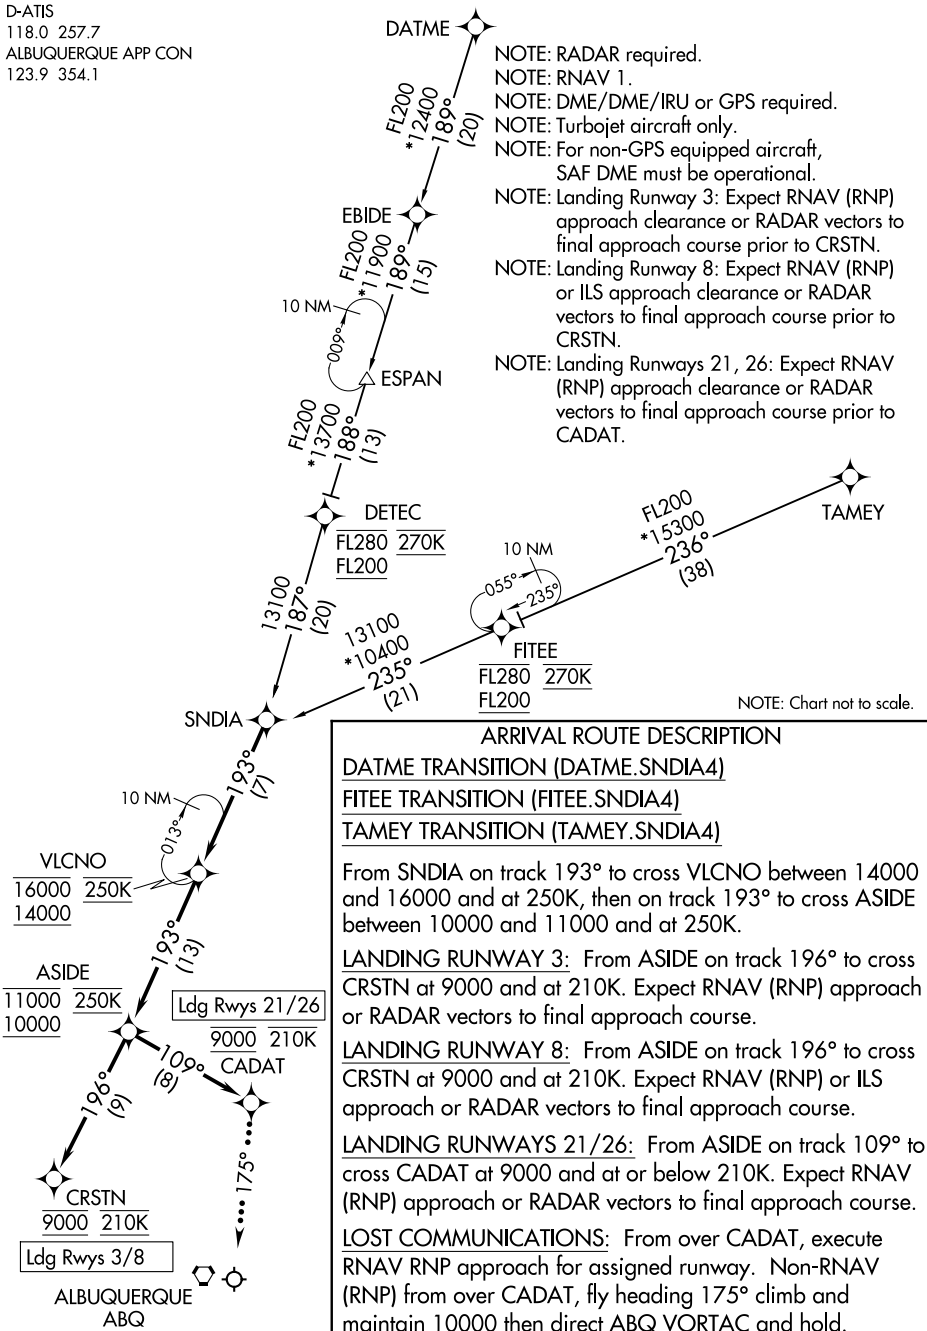 D-ATIS
118.0 257.7
ALBUQUERQUE APP CON
123.9 354.1
DATME
NOTE: RADAR required.
NOTE: RNAV 1.
NOTE: DME/DME/IRU or GPS required.
NOTE: Turbojet aircraft only.
NOTE: For non-GPS equipped aircraft,
SAF DME must be operational.
NOTE: Landing Runway 3: Expect RNAV (RNP)
approach clearance or RADAR vectors to
final approach course prior to CRSTN.
NOTE: Landing Runway 8: Expect RNAV (RNP)
or ILS approach clearance or RADAR
vectors to final approach course prior to
CRSTN.
NOTE: Landing Runways 21, 26: Expect RNAV
(RNP) approach clearance or RADAR
vectors to final approach course prior to
CADAT.
FL200
*12400
189°
(20)
EBIDE
FL200
*11900
189°
(15)
10 NM
009°
ESPAN
FL200
*13700
188°
(13)
DETEC
FL280 270K
FL200
TAMEY
FL200
*15300
236°
(38)
10 NM
055°
235°
FITEE
FL280 270K
FL200
13100
187°
(20)
13100
*10400
235°
(21)
SNDIA
NOTE: Chart not to scale.
193°
(7)
10 NM
013°
VLCNO
16000 250K
14000
193°
(13)
ASIDE
11000 250K
10000
Ldg Rwys 21/26
9000 210K
CADAT
109°
(8)
196°
(9)
175°
CRSTN
9000 210K
Ldg Rwys 3/8
ALBUQUERQUE
ABQ
ARRIVAL ROUTE DESCRIPTION
DATME TRANSITION (DATME.SNDIA4)
FITEE TRANSITION (FITEE.SNDIA4)
TAMEY TRANSITION (TAMEY.SNDIA4)
From SNDIA on track 193° to cross VLCNO between 14000
and 16000 and at 250K, then on track 193° to cross ASIDE
between 10000 and 11000 and at 250K.
LANDING RUNWAY 3: From ASIDE on track 196° to cross
CRSTN at 9000 and at 210K. Expect RNAV (RNP) approach
or RADAR vectors to final approach course.
LANDING RUNWAY 8: From ASIDE on track 196° to cross
CRSTN at 9000 and at 210K. Expect RNAV (RNP) or ILS
approach or RADAR vectors to final approach course.
LANDING RUNWAYS 21/26: From ASIDE on track 109° to
cross CADAT at 9000 and at or below 210K. Expect RNAV
(RNP) approach or RADAR vectors to final approach course.
LOST COMMUNICATIONS: From over CADAT, execute
RNAV RNP approach for assigned runway. Non-RNAV
(RNP) from over CADAT, fly heading 175° climb and
maintain 10000 then direct ABQ VORTAC and hold.